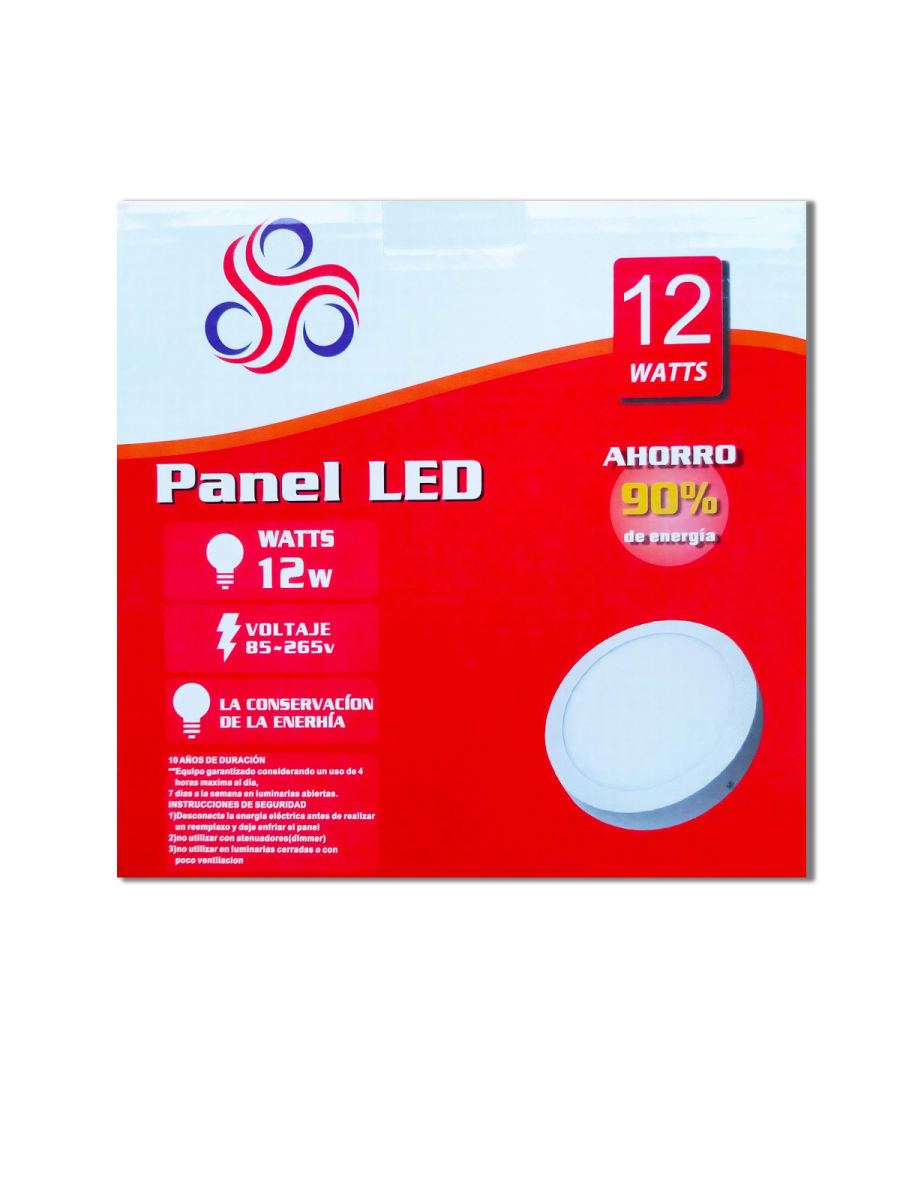 12
WATTS
AHORRO
90%
de energía
Panel LED
WATTS
12W
VOLTAJE
85~265v
LA CONSERVACÍON
DE LA ENERHÍA
10 AÑOS DE DURACIÓN
**Equipo garantizado considerando un uso de 4
horas maxima al día,
7 dias a la semana en luminarias abiertas.
INSTRUCCIONES DE SEGURIDAD
1)Desconecte la energía eléctrica antes de realizar
un reemplazo y deje enfriar el panel
2)no utilizar con atenuadores(dimmer)
3)no utilizar en luminarias cerradas o con
poco ventilacion